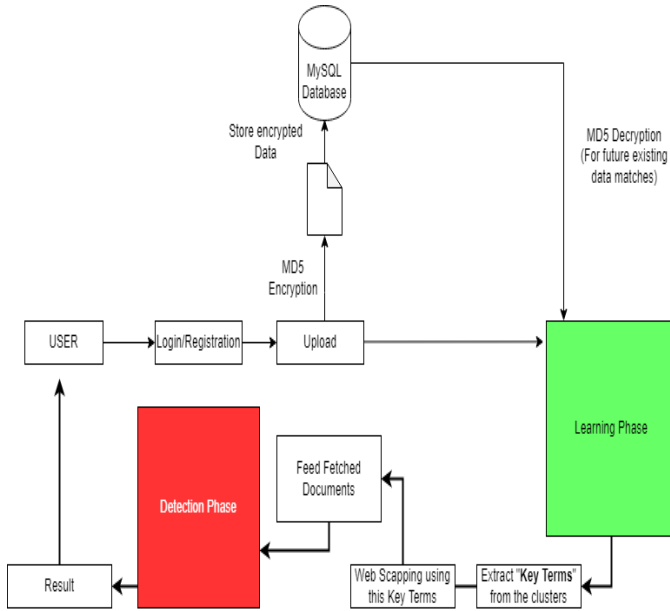 MySQL
Database
Store encrypted
Data
MD5 Decryption
(For future existing
data matches)
MD5
Encryption
USER
Login/Registration
Upload
Learning Phase
Feed Fetched
Documents
Detection Phase
Result
Web Scapping using
this Key Terms
Extract "Key Terms"
from the clusters